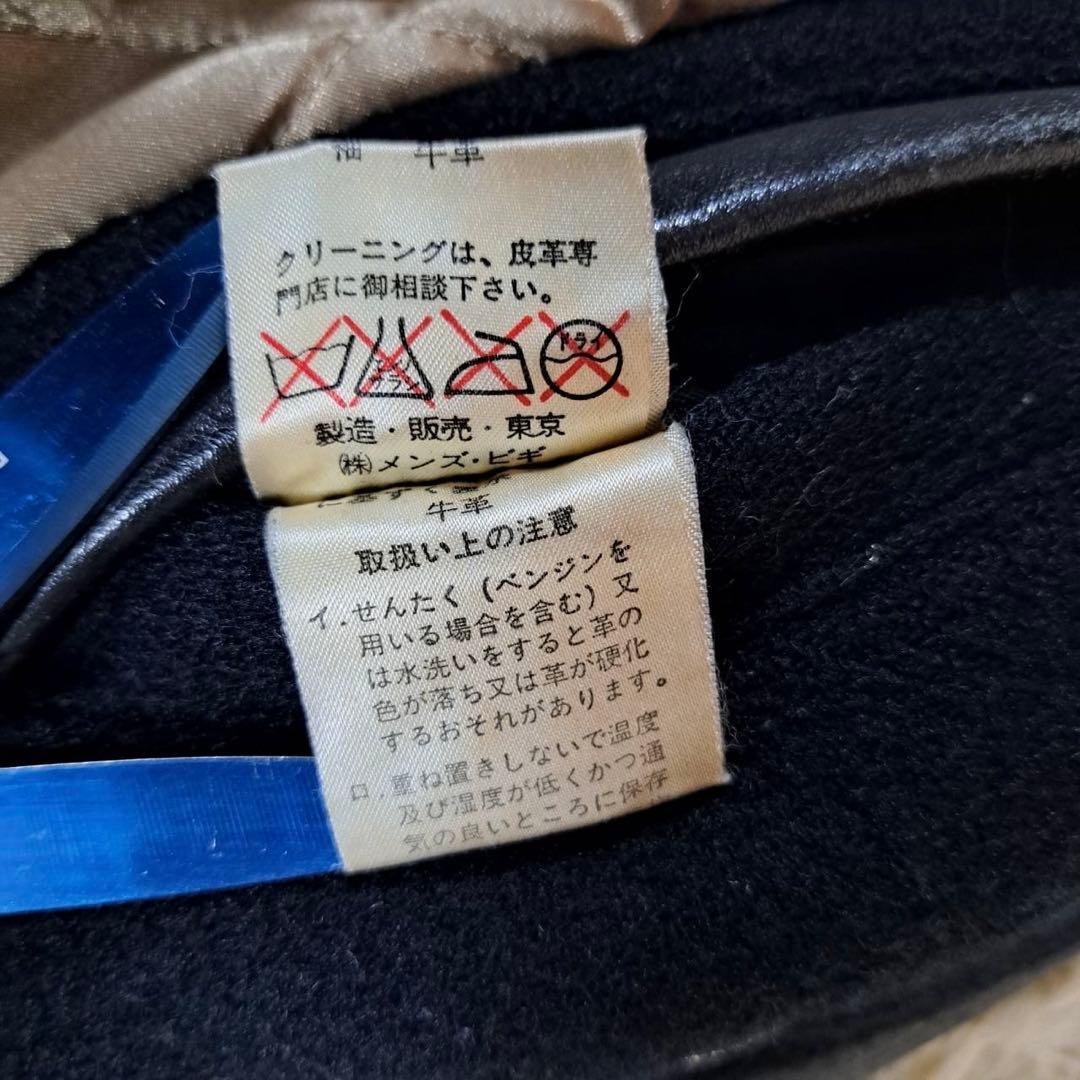 袖 牛革
クリーニングは、皮革専
門店に御相談下さい。
ドライ
製造・販売・東京
㈱メンズ・ビギ
牛革
取扱い上の注意
イ.せんたく(ベンジンを
用いる場合を含む)又
は水洗いをすると革の
色が落ち又は革が硬化
するおそれがあります。
ロ.重ね置きしないで温度
及び湿度が低くかつ通
気の良いところに保存